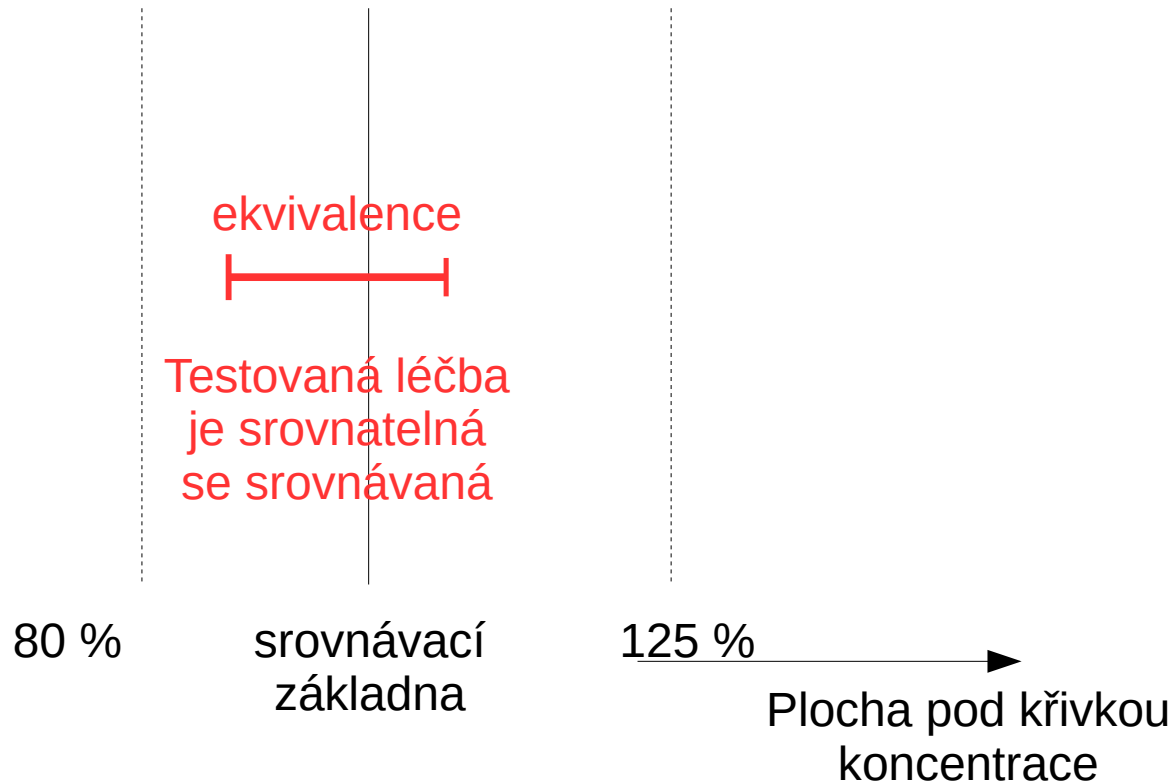 ekvivalence
Testovaná léčba
je srovnatelná
se srovnávaná
80 %
srovnávací
základna
125 %
Plocha pod křivkou
koncentrace